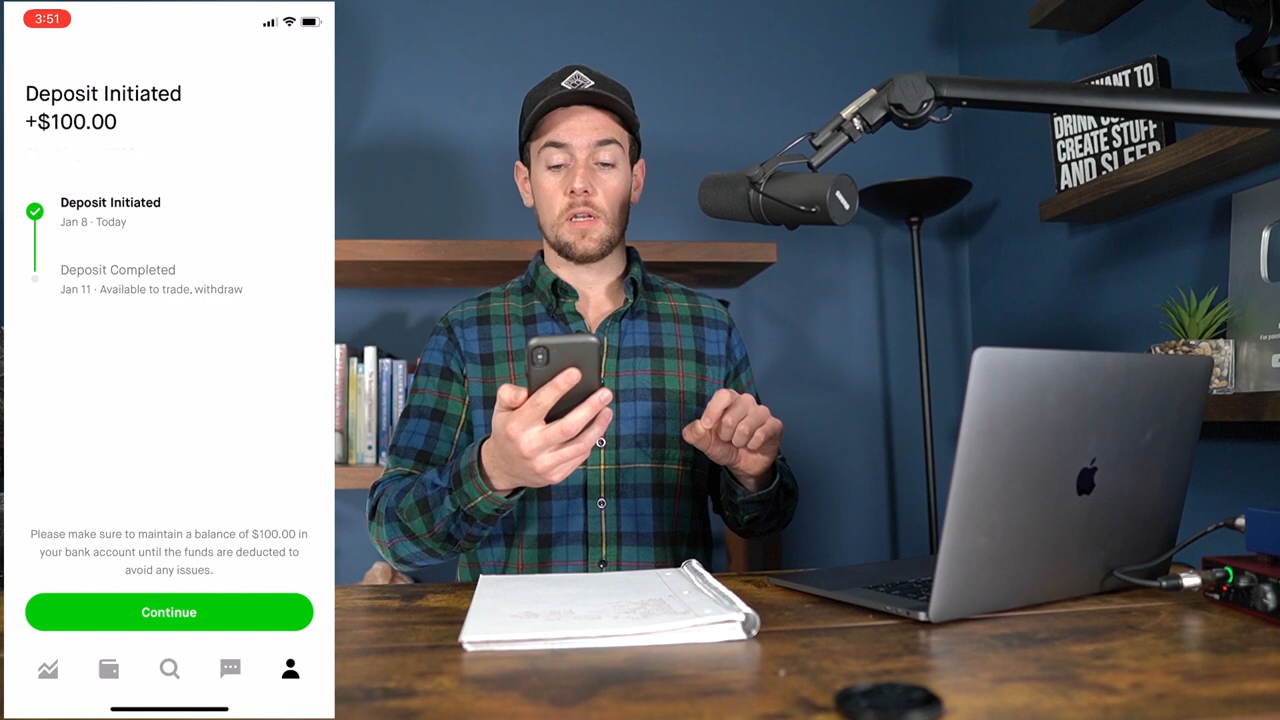 3:51
Deposit Initiated
+$100.00
Deposit Initiated
Jan 8 · Today
Deposit Completed
Jan 11 · Available to trade, withdraw
Please make sure to maintain a balance of $100.00 in
your bank account until the funds are deducted to
avoid any issues.
Continue
WANT TO
DRINK
CREATE STUFF
AND SLEEP